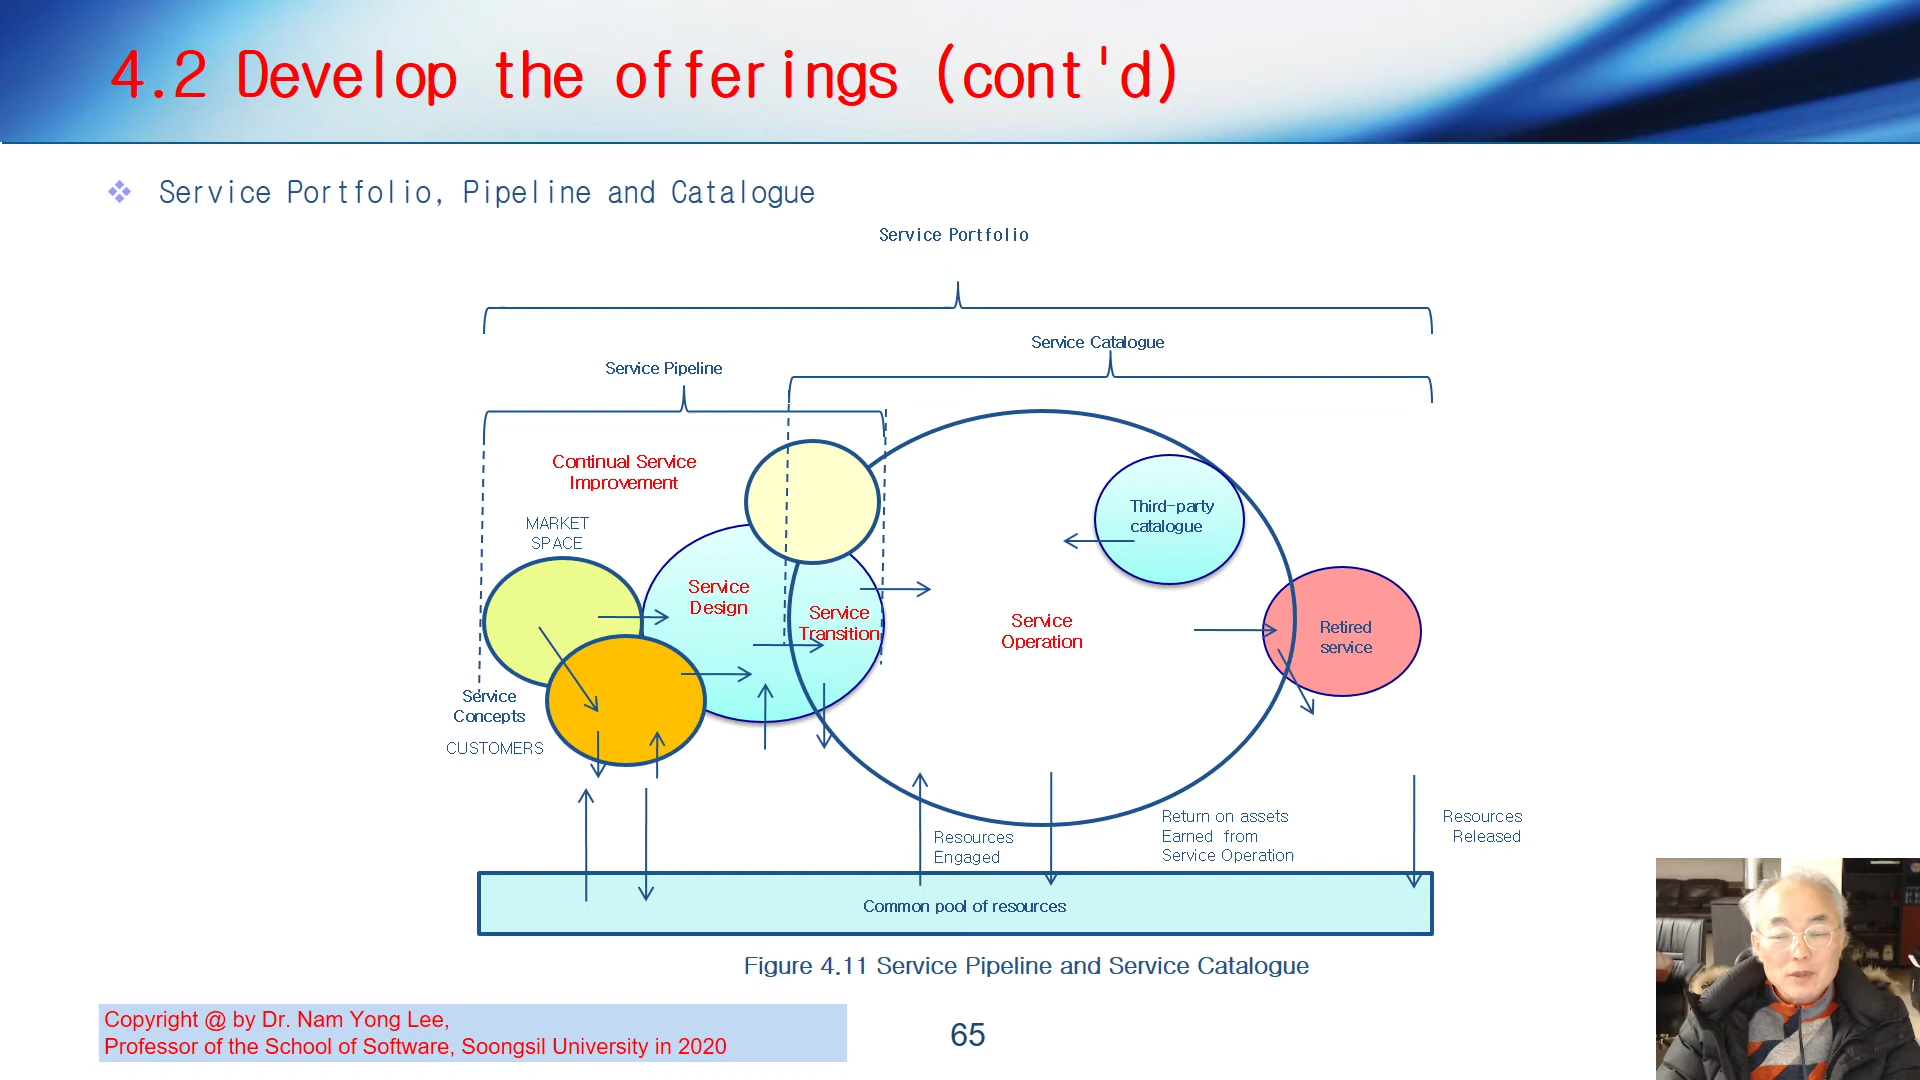 4.2 Develop the offerings (cont'd)
Service Portfolio, Pipeline and Catalogue
Service Portfolio
Service Catalogue
Service Pipeline
Continual Service
Improvement
MARKET
SPACE
Third-party
catalogue
Service
Design
Service
Transition
Service
Operation
Retired
service
Service
Concepts
CUSTOMERS
Resources
Engaged
Return on assets
Earned from
Service Operation
Resources
Released
Common pool of resources
Figure 4.11 Service Pipeline and Service Catalogue
Copyright @ by Dr. Nam Yong Lee,
Professor of the School of Software, Soongsil University in 2020
65